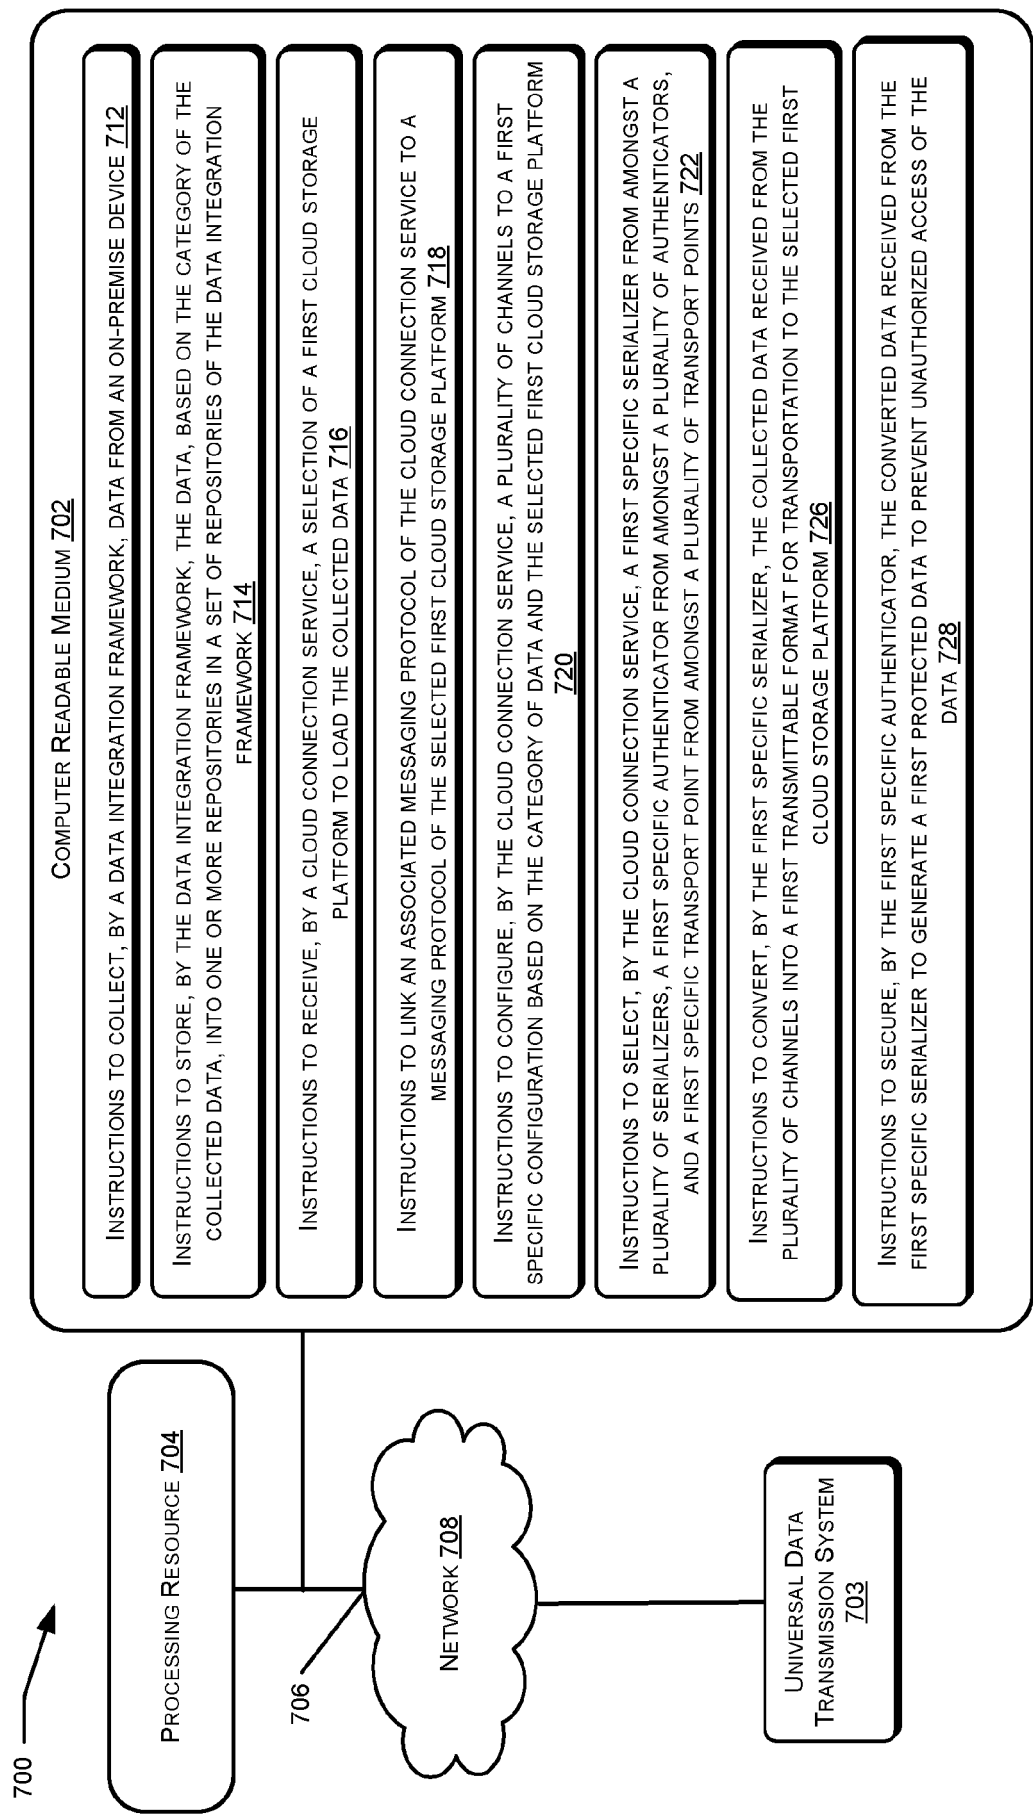 700
PROCESSING RESOURCE 704
706
NETWORK 708
UNIVERSAL DATA
TRANSMISSION SYSTEM
703
COMPUTER READABLE MEDIUM 702
INSTRUCTIONS TO COLLECT, BY A DATA INTEGRATION FRAMEWORK, DATA FROM AN ON-PREMISE DEVICE 712
INSTRUCTIONS TO STORE, BY THE DATA INTEGRATION FRAMEWORK, THE DATA, BASED ON THE CATEGORY OF THE
COLLECTED DATA, INTO ONE OR MORE REPOSITORIES IN A SET OF REPOSITORIES OF THE DATA INTEGRATION
FRAMEWORK 714
INSTRUCTIONS TO RECEIVE, BY A CLOUD CONNECTION SERVICE, A SELECTION OF A FIRST CLOUD STORAGE
PLATFORM TO LOAD THE COLLECTED DATA 716
INSTRUCTIONS TO LINK AN ASSOCIATED MESSAGING PROTOCOL OF THE CLOUD CONNECTION SERVICE TO A
MESSAGING PROTOCOL OF THE SELECTED FIRST CLOUD STORAGE PLATFORM 718
INSTRUCTIONS TO CONFIGURE, BY THE CLOUD CONNECTION SERVICE, A PLURALITY OF CHANNELS TO A FIRST
SPECIFIC CONFIGURATION BASED ON THE CATEGORY OF DATA AND THE SELECTED FIRST CLOUD STORAGE PLATFORM
720
INSTRUCTIONS TO SELECT, BY THE CLOUD CONNECTION SERVICE, A FIRST SPECIFIC SERIALIZER FROM AMONGST A
PLURALITY OF SERIALIZERS, A FIRST SPECIFIC AUTHENTICATOR FROM AMONGST A PLURALITY OF AUTHENTICATORS,
AND A FIRST SPECIFIC TRANSPORT POINT FROM AMONGST A PLURALITY OF TRANSPORT POINTS 722
INSTRUCTIONS TO CONVERT, BY THE FIRST SPECIFIC SERIALIZER, THE COLLECTED DATA RECEIVED FROM THE
PLURALITY OF CHANNELS INTO A FIRST TRANSMITTABLE FORMAT FOR TRANSPORTATION TO THE SELECTED FIRST
CLOUD STORAGE PLATFORM 726
INSTRUCTIONS TO SECURE, BY THE FIRST SPECIFIC AUTHENTICATOR, THE CONVERTED DATA RECEIVED FROM THE
FIRST SPECIFIC SERIALIZER TO GENERATE A FIRST PROTECTED DATA TO PREVENT UNAUTHORIZED ACCESS OF THE
DATA 728